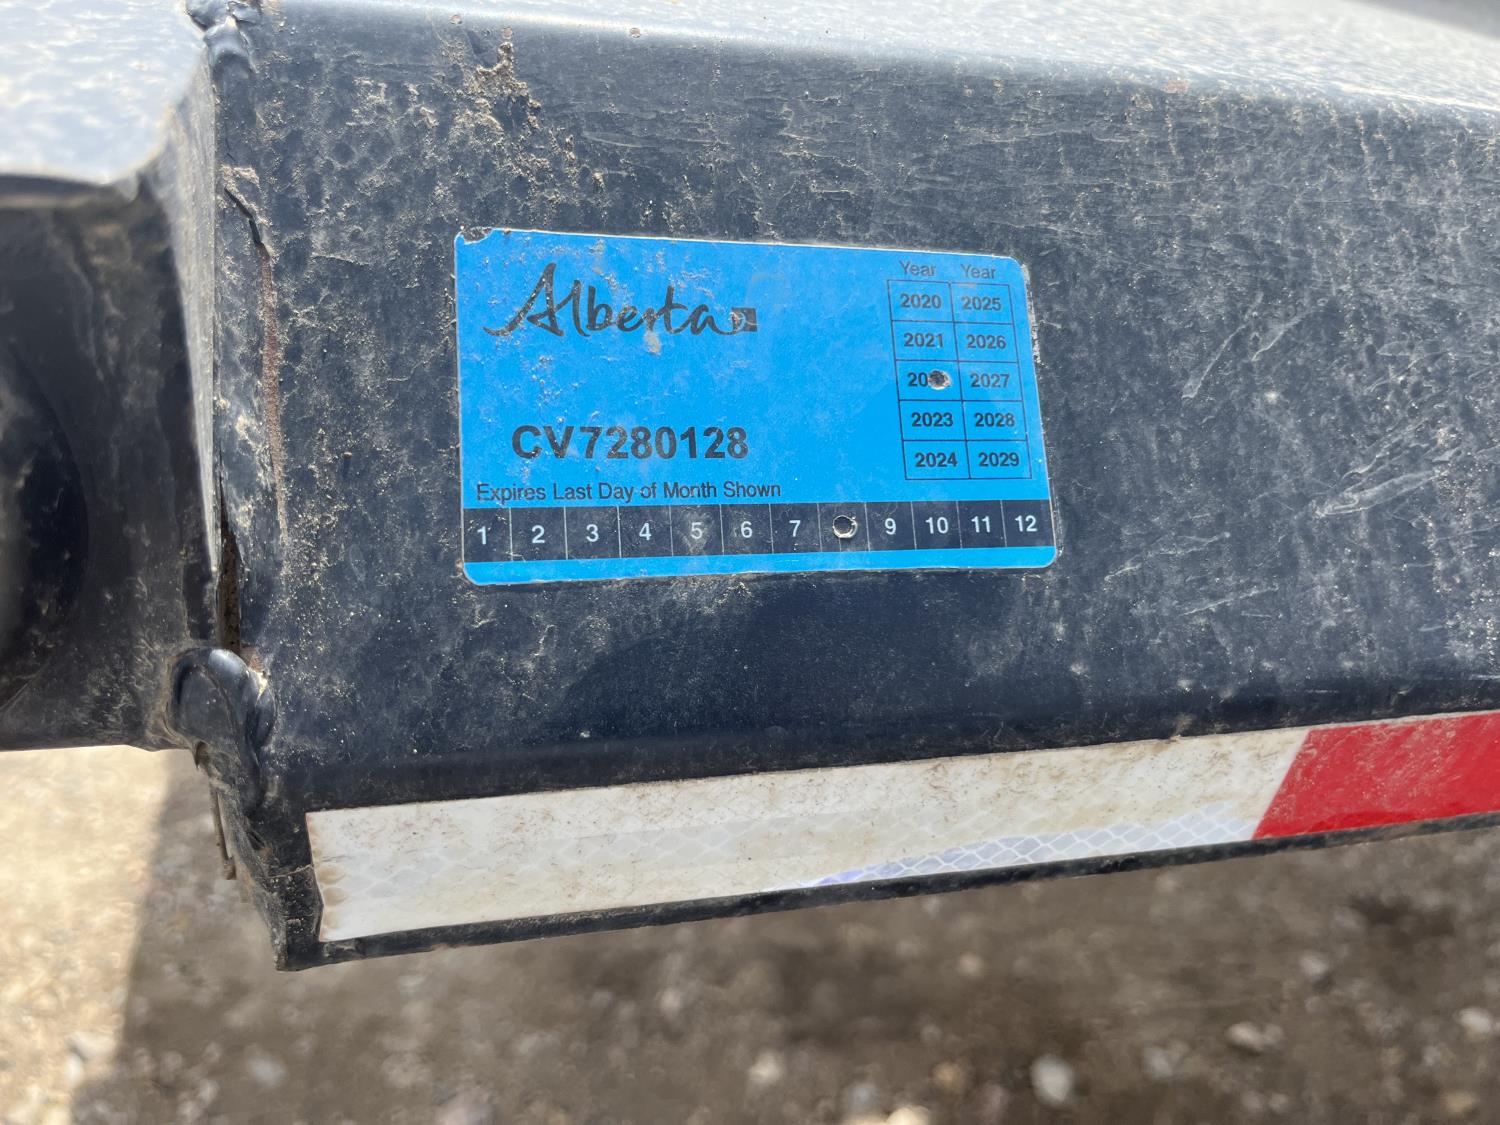 Alberta
Year Year
2020 2025
2021 2026
20 2027
2023 2028
2024 2029
CV7280128
Expires Last Day of Month Shown
1 2 3 4 5 6 7 9 10 11 12